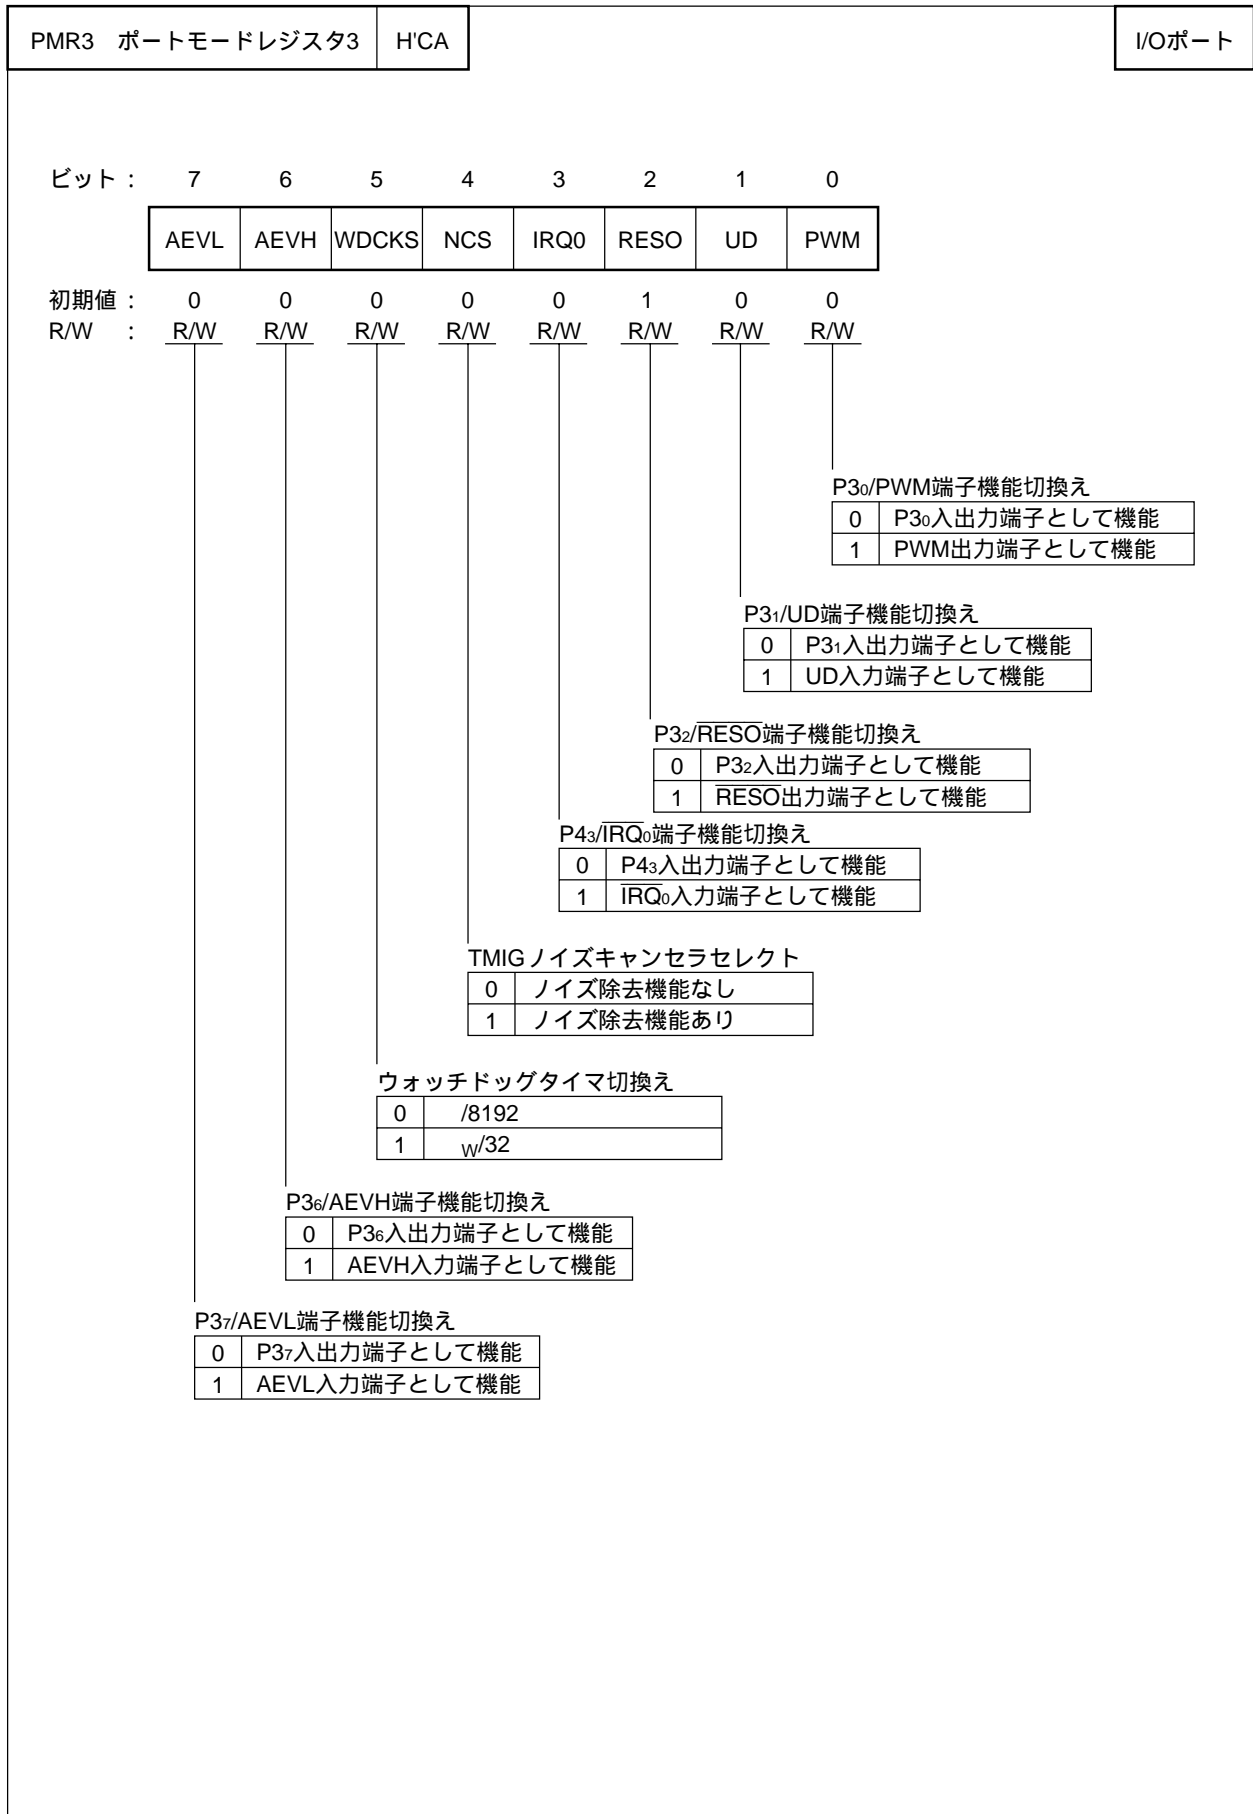 PMR3　ポートモードレジスタ3 H'CA I/Oポート
ビット : 7 6 5 4 3 2 1 0
AEVL AEVH WDCKS NCS IRQ0 RESO UD PWM
初期値 : 0 0 0 0 0 1 0 0
R/W : R/W R/W R/W R/W R/W R/W R/W R/W
P30/PWM端子機能切換え
0 P30入出力端子として機能
1 PWM出力端子として機能
P31/UD端子機能切換え
0 P31入出力端子として機能
1 UD入力端子として機能
P32/RESO端子機能切換え
0 P32入出力端子として機能
1 RESO出力端子として機能
P43/IRQ0端子機能切換え
0 P43入出力端子として機能
1 IRQ0入力端子として機能
TMIGノイズキャンセラセレクト
0 ノイズ除去機能なし
1 ノイズ除去機能あり
ウォッチドッグタイマ切換え
0 /8192
1 W/32
P36/AEVH端子機能切換え
0 P36入出力端子として機能
1 AEVH入力端子として機能
P37/AEVL端子機能切換え
0 P37入出力端子として機能
1 AEVL入力端子として機能